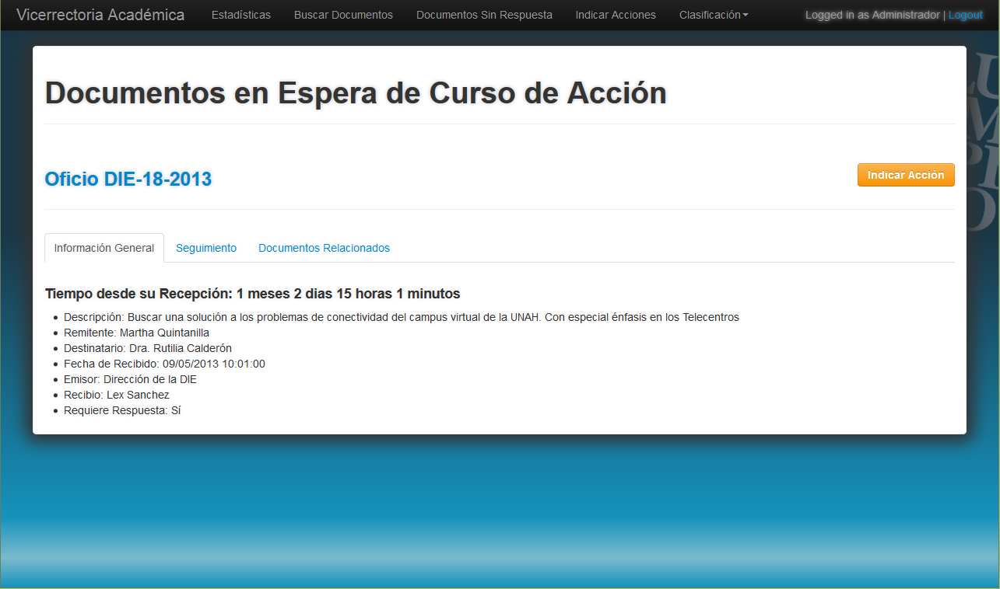 Vicerrectoria Académica Estadísticas Buscar Documentos Documentos Sin Respuesta Indicar Acciones Clasificación Logged in as Administrador | Logout
Documentos en Espera de Curso de Acción
Oficio DIE-18-2013
Indicar Acción
Información General Seguimiento Documentos Relacionados
Tiempo desde su Recepción: 1 meses 2 dias 15 horas 1 minutos
Descripción: Buscar una solución a los problemas de conectividad del campus virtual de la UNAH. Con especial énfasis en los Telecentros
Remitente: Martha Quintanilla
Destinatario: Dra. Rutilia Calderón
Fecha de Recibido: 09/05/2013 10:01:00
Emisor: Dirección de la DIE
Recibio: Lex Sanchez
Requiere Respuesta: Sí